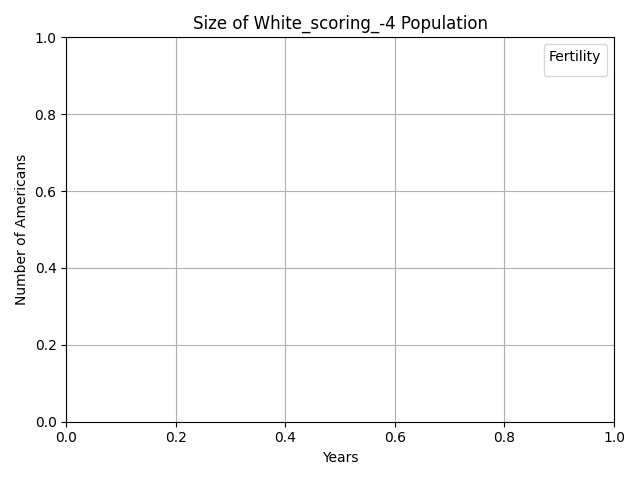 Size of White_scoring_-4 Population
Fertility
Number of Americans
1.0
0.8
0.6
0.4
0.2
0.0
0.0 0.2 0.4 0.6 0.8 1.0
Years